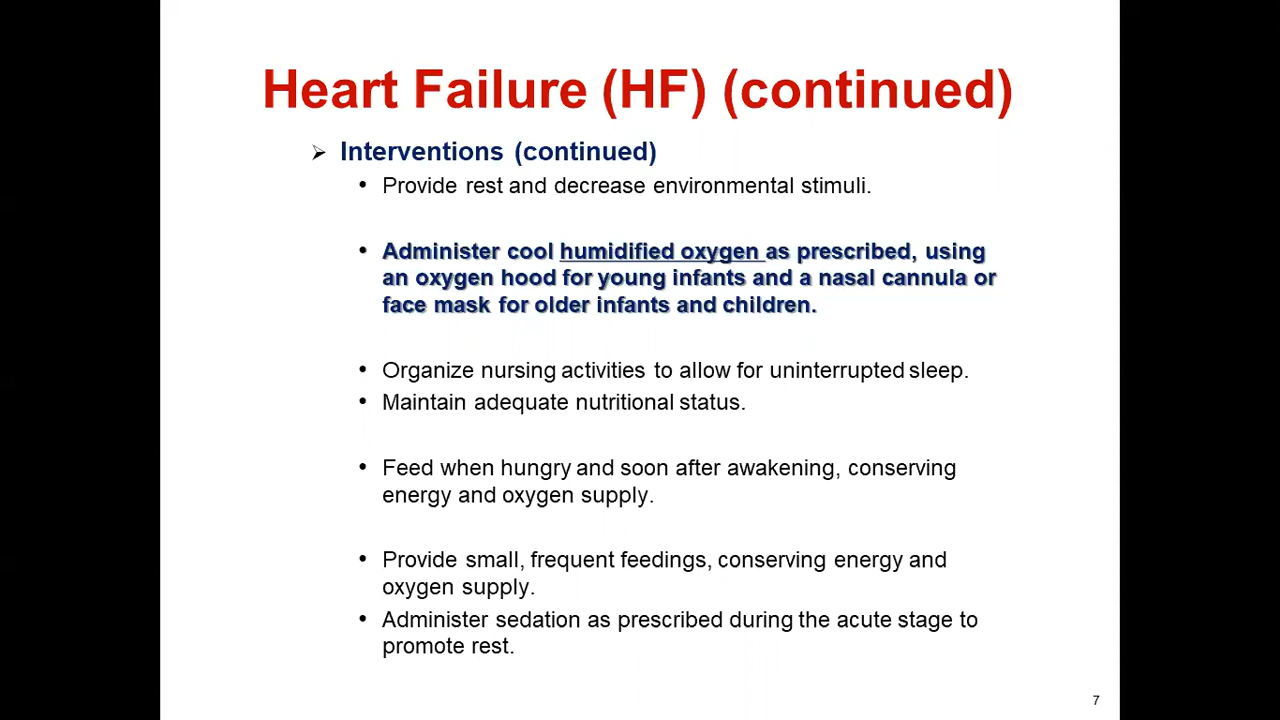 Heart Failure (HF) (continued)
➢ Interventions (continued)
• Provide rest and decrease environmental stimuli.
• Administer cool humidified oxygen as prescribed, using
an oxygen hood for young infants and a nasal cannula or
face mask for older infants and children.
• Organize nursing activities to allow for uninterrupted sleep.
• Maintain adequate nutritional status.
• Feed when hungry and soon after awakening, conserving
energy and oxygen supply.
• Provide small, frequent feedings, conserving energy and
oxygen supply.
• Administer sedation as prescribed during the acute stage to
promote rest.
7